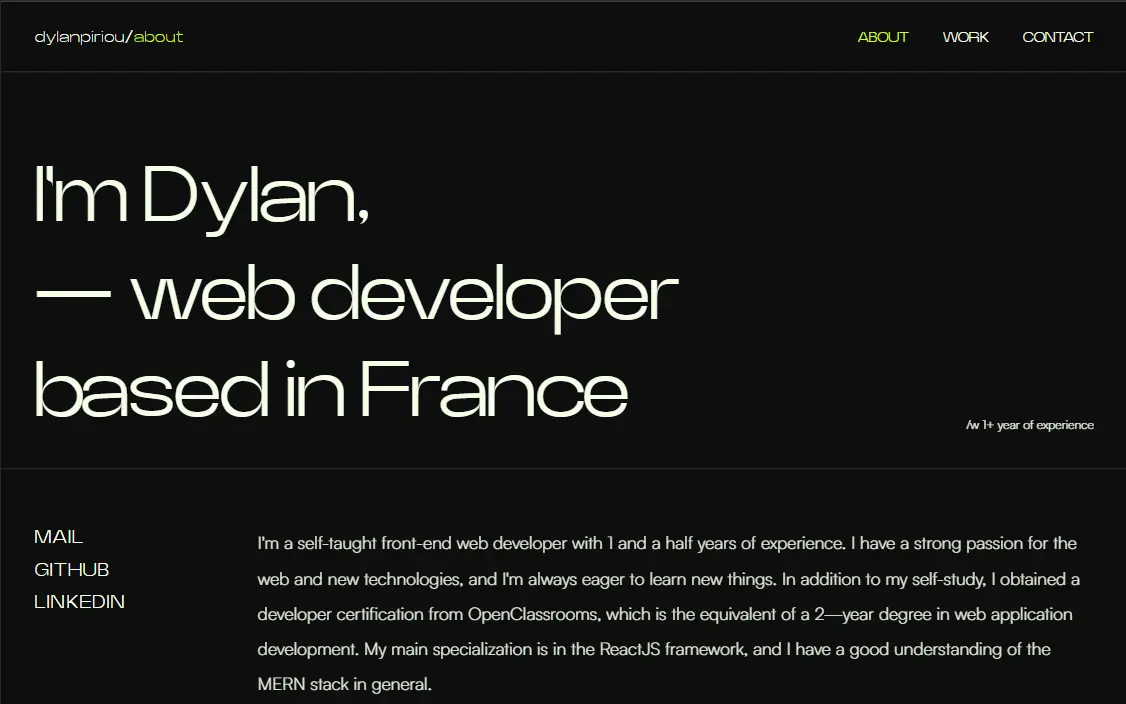 dylanpiriou/about
ABOUT WORK CONTACT
I'm Dylan,
— web developer
based in France
/w 1+ year of experience
MAIL
GITHUB
LINKEDIN
I'm a self-taught front-end web developer with 1 and a half years of experience. I have a strong passion for the
web and new technologies, and I'm always eager to learn new things. In addition to my self-study, I obtained a
developer certification from OpenClassrooms, which is the equivalent of a 2—year degree in web application
development. My main specialization is in the ReactJS framework, and I have a good understanding of the
MERN stack in general.